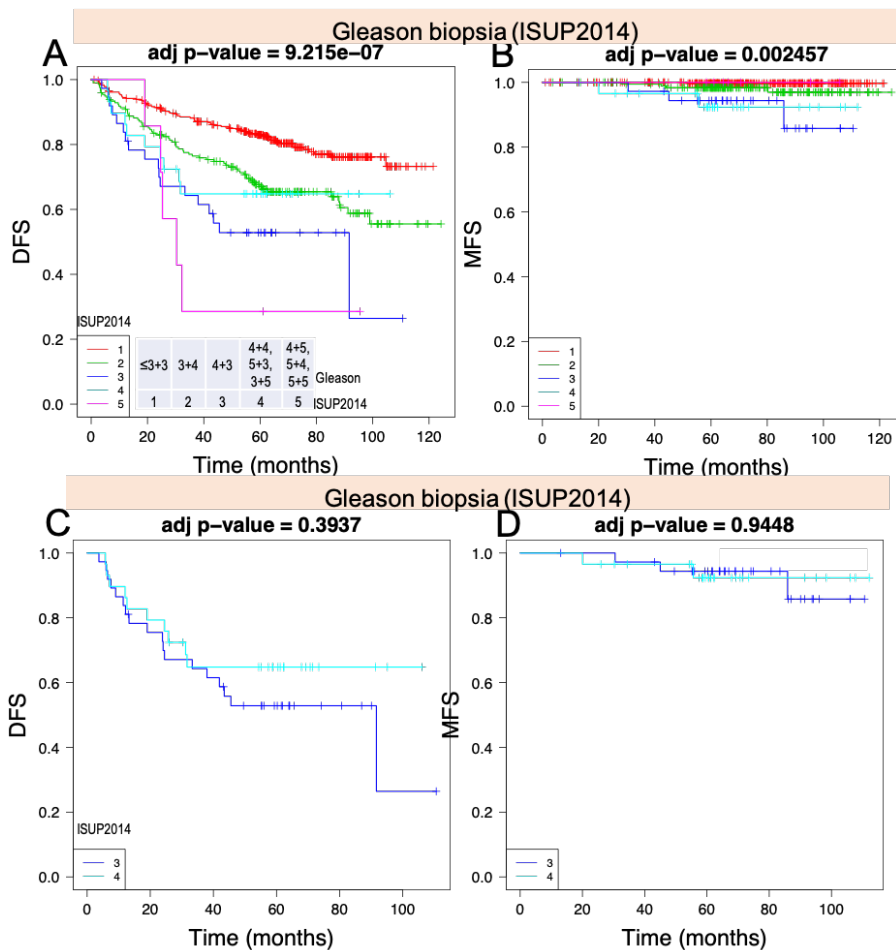 Gleason biopsia (ISUP2014)
A
adj p-value = 9.215e-07
DFS
1.0
0.8
0.6
0.4
0.2
0.0
ISUP2014
1
2
3
4
5
≤3+3 3+4 4+3 4+4, 5+3, 3+5 4+5, 5+4, 5+5 Gleason
1 2 3 4 5 ISUP2014
0 20 40 60 80 100 120
Time (months)
B
adj p-value = 0.002457
MFS
1.0
0.8
0.6
0.4
0.2
0.0
1
2
3
4
5
0 20 40 60 80 100 120
Time (months)
Gleason biopsia (ISUP2014)
C
adj p-value = 0.3937
DFS
1.0
0.8
0.6
0.4
0.2
0.0
ISUP2014
3
4
0 20 40 60 80 100
Time (months)
D
adj p-value = 0.9448
MFS
1.0
0.8
0.6
0.4
0.2
0.0
3
4
0 20 40 60 80 100
Time (months)